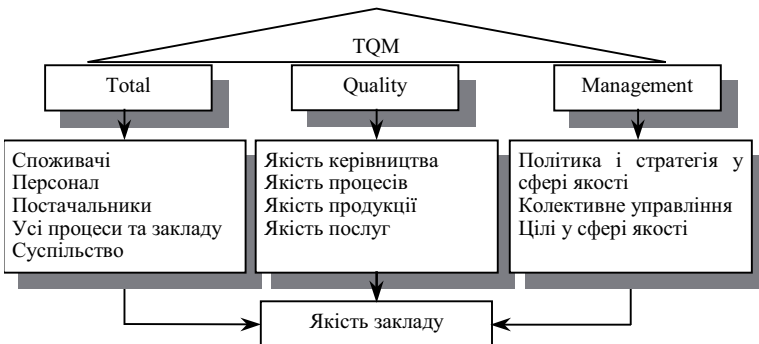 TQM
Total
Quality
Management
Споживачі
Персонал
Постачальники
Усі процеси та закладу
Суспільство
Якість керівництва
Якість процесів
Якість продукції
Якість послуг
Політика і стратегія у
сфері якості
Колективне управління
Цілі у сфері якості
Якість закладу